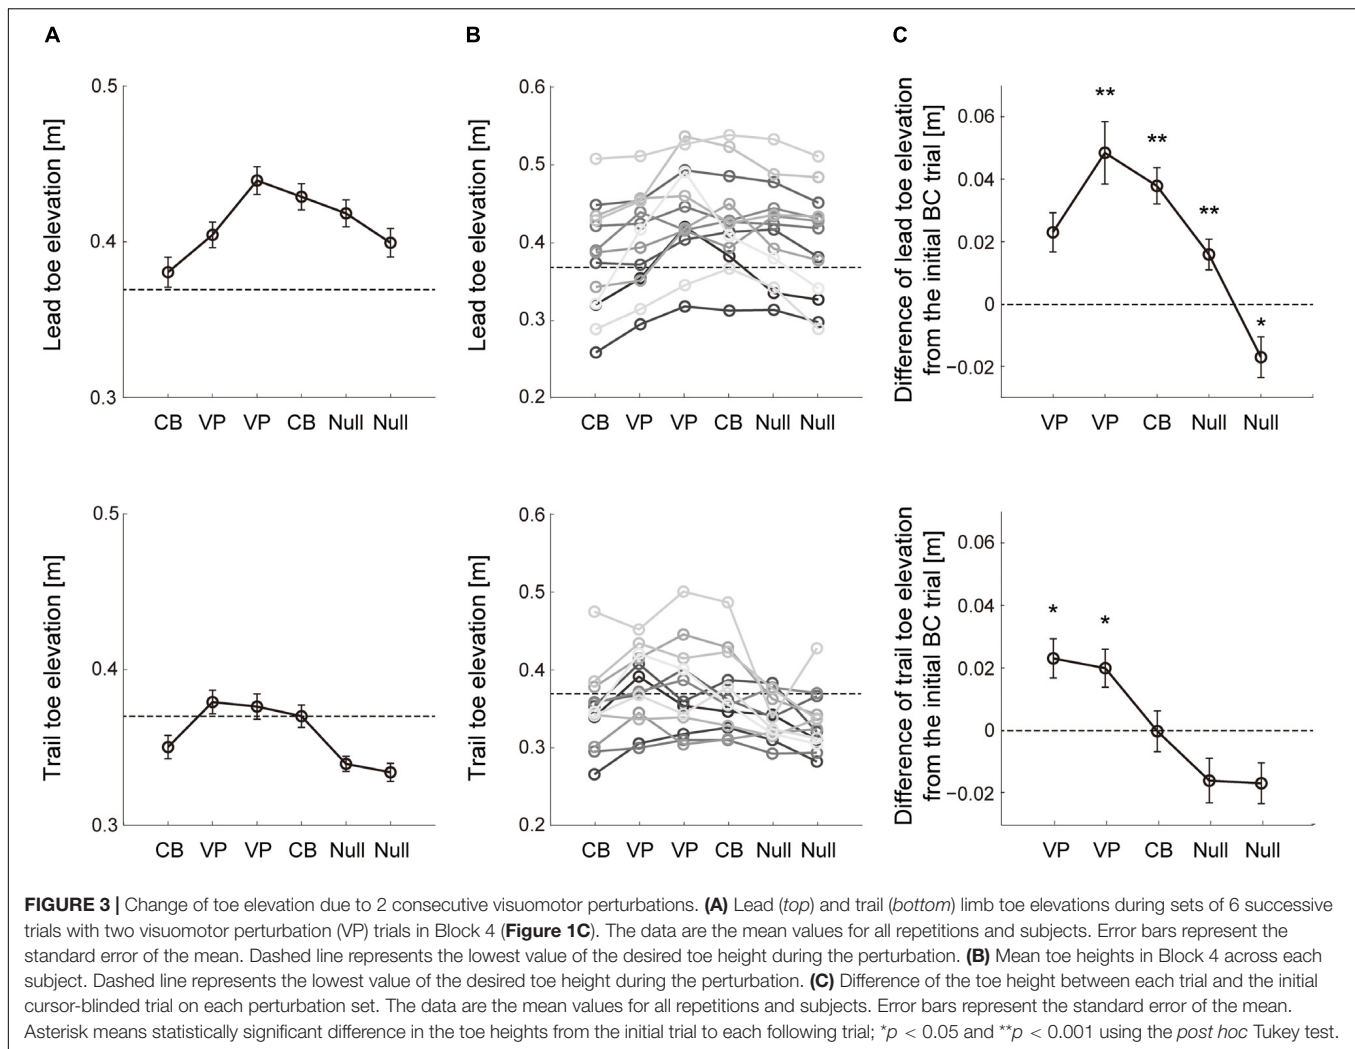 A
B
C
0.5
0.4
0.3
Lead toe elevation [m]
CB VP VP CB Null Null
0.6
0.5
0.4
0.3
0.2
Lead toe elevation [m]
CB VP VP CB Null Null
Difference of lead toe elevation
from the initial BC trial [m]
0.06
0.04
0.02
0
−0.02
**
**
**
*
VP VP CB Null Null
0.5
0.4
0.3
Trail toe elevation [m]
CB VP VP CB Null Null
0.6
0.5
0.4
0.3
0.2
Trail toe elevation [m]
CB VP VP CB Null Null
Difference of trail toe elevation
from the initial BC trial [m]
0.06
0.04
0.02
0
−0.02
*
*
VP VP CB Null Null
FIGURE 3 | Change of toe elevation due to 2 consecutive visuomotor perturbations. (A) Lead (top) and trail (bottom) limb toe elevations during sets of 6 successive
trials with two visuomotor perturbation (VP) trials in Block 4 (Figure 1C). The data are the mean values for all repetitions and subjects. Error bars represent the
standard error of the mean. Dashed line represents the lowest value of the desired toe height during the perturbation. (B) Mean toe heights in Block 4 across each
subject. Dashed line represents the lowest value of the desired toe height during the perturbation. (C) Difference of the toe height between each trial and the initial
cursor-blinded trial on each perturbation set. The data are the mean values for all repetitions and subjects. Error bars represent the standard error of the mean.
Asterisk means statistically significant difference in the toe heights from the initial trial to each following trial; *p < 0.05 and **p < 0.001 using the post hoc Tukey test.